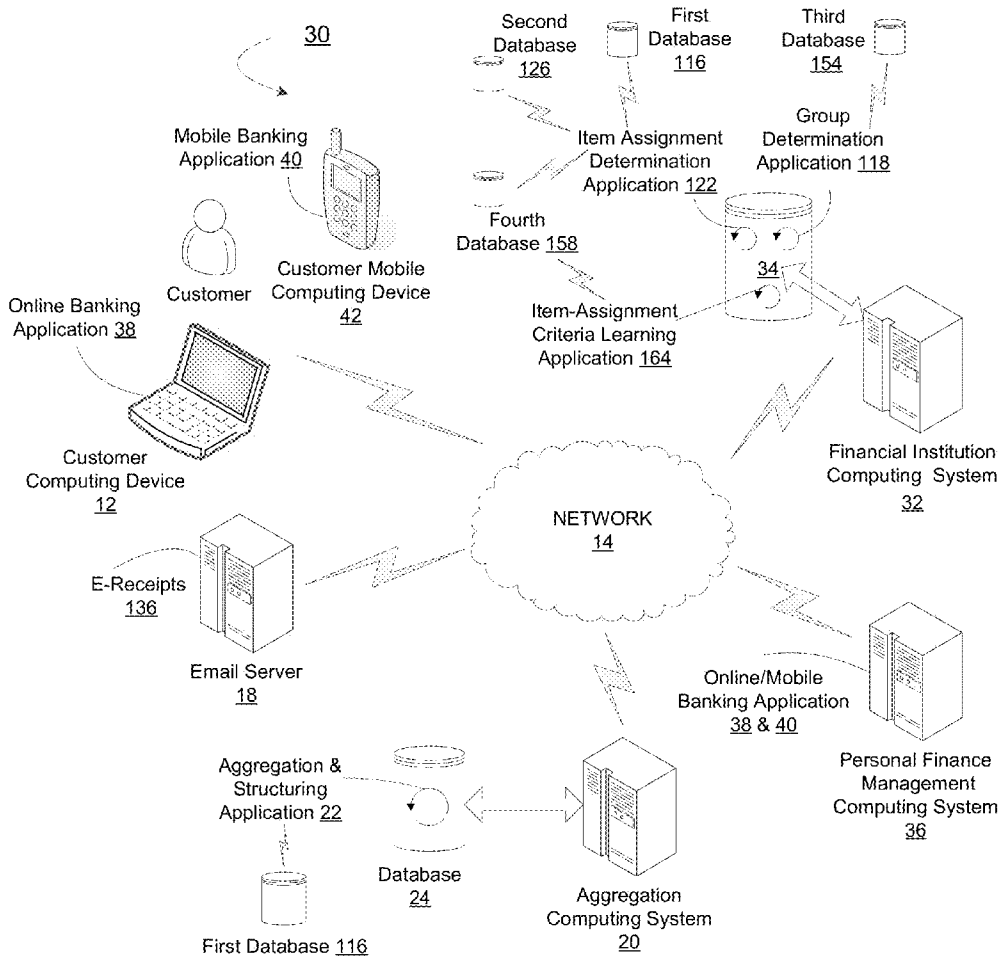 30
Second
Database
126
First
Database
116
Third
Database
154
Mobile Banking
Application 40
Item Assignment
Determination
Application 122
Group
Determination
Application 118
Fourth
Database 158
34
Customer
Customer Mobile
Computing Device
42
Online Banking
Application 38
Item-Assignment
Criteria Learning
Application 164
Customer
Computing Device
12
Financial Institution
Computing System
32
NETWORK
14
E-Receipts
136
Email Server
18
Online/Mobile
Banking Application
38 & 40
Personal Finance
Management
Computing System
36
Aggregation &
Structuring
Application 22
Database
24
Aggregation
Computing System
20
First Database 116